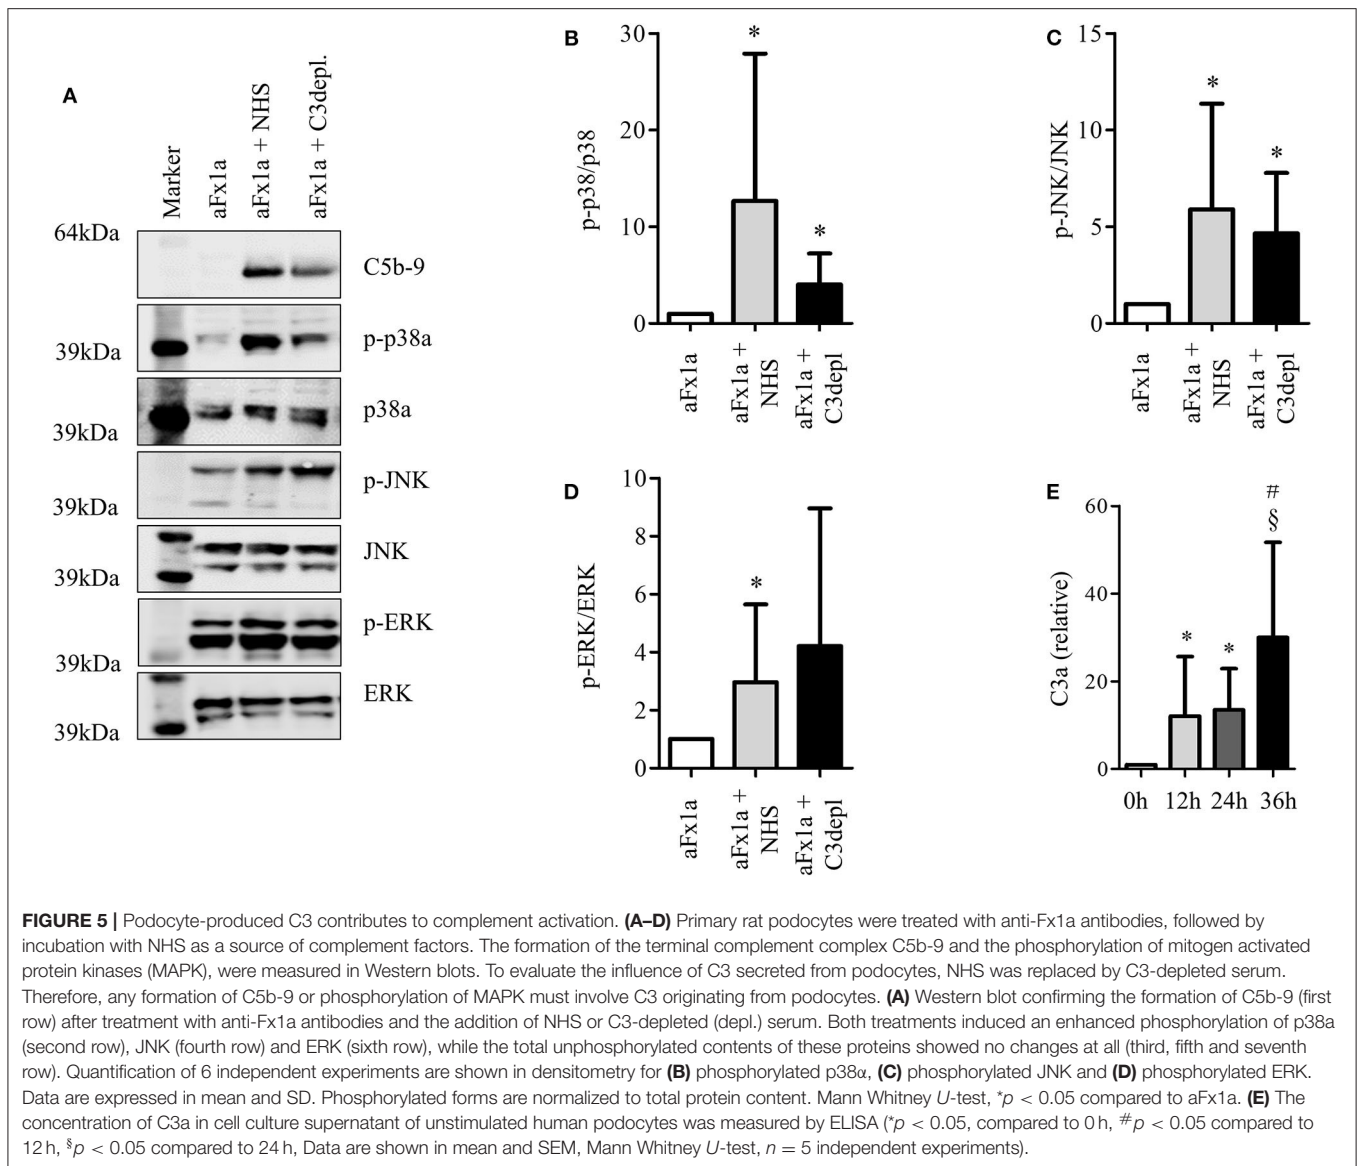 A
Marker
aFx1a
aFx1a + NHS
aFx1a + C3depl.
64kDa
C5b-9
39kDa
p-p38a
39kDa
p38a
39kDa
p-JNK
39kDa
JNK
39kDa
p-ERK
39kDa
ERK
B
p-p38/p38
30
20
10
0
*
*
aFx1a
aFx1a +
NHS
aFx1a +
C3depl
C
p-JNK/JNK
15
10
5
0
*
*
aFx1a
aFx1a +
NHS
aFx1a +
C3depl
D
p-ERK/ERK
10
8
6
4
2
0
*
aFx1a
aFx1a +
NHS
aFx1a +
C3depl
E
C3a (relative)
60
40
20
0
*
*
#
§
0h 12h 24h 36h
FIGURE 5 | Podocyte-produced C3 contributes to complement activation. (A–D) Primary rat podocytes were treated with anti-Fx1a antibodies, followed by
incubation with NHS as a source of complement factors. The formation of the terminal complement complex C5b-9 and the phosphorylation of mitogen activated
protein kinases (MAPK), were measured in Western blots. To evaluate the influence of C3 secreted from podocytes, NHS was replaced by C3-depleted serum.
Therefore, any formation of C5b-9 or phosphorylation of MAPK must involve C3 originating from podocytes. (A) Western blot confirming the formation of C5b-9 (first
row) after treatment with anti-Fx1a antibodies and the addition of NHS or C3-depleted (depl.) serum. Both treatments induced an enhanced phosphorylation of p38a
(second row), JNK (fourth row) and ERK (sixth row), while the total unphosphorylated contents of these proteins showed no changes at all (third, fifth and seventh
row). Quantification of 6 independent experiments are shown in densitometry for (B) phosphorylated p38α, (C) phosphorylated JNK and (D) phosphorylated ERK.
Data are expressed in mean and SD. Phosphorylated forms are normalized to total protein content. Mann Whitney U-test, *p < 0.05 compared to aFx1a. (E) The
concentration of C3a in cell culture supernatant of unstimulated human podocytes was measured by ELISA (*p < 0.05, compared to 0 h, #p < 0.05 compared to
12 h, §p < 0.05 compared to 24 h, Data are shown in mean and SEM, Mann Whitney U-test, n = 5 independent experiments).